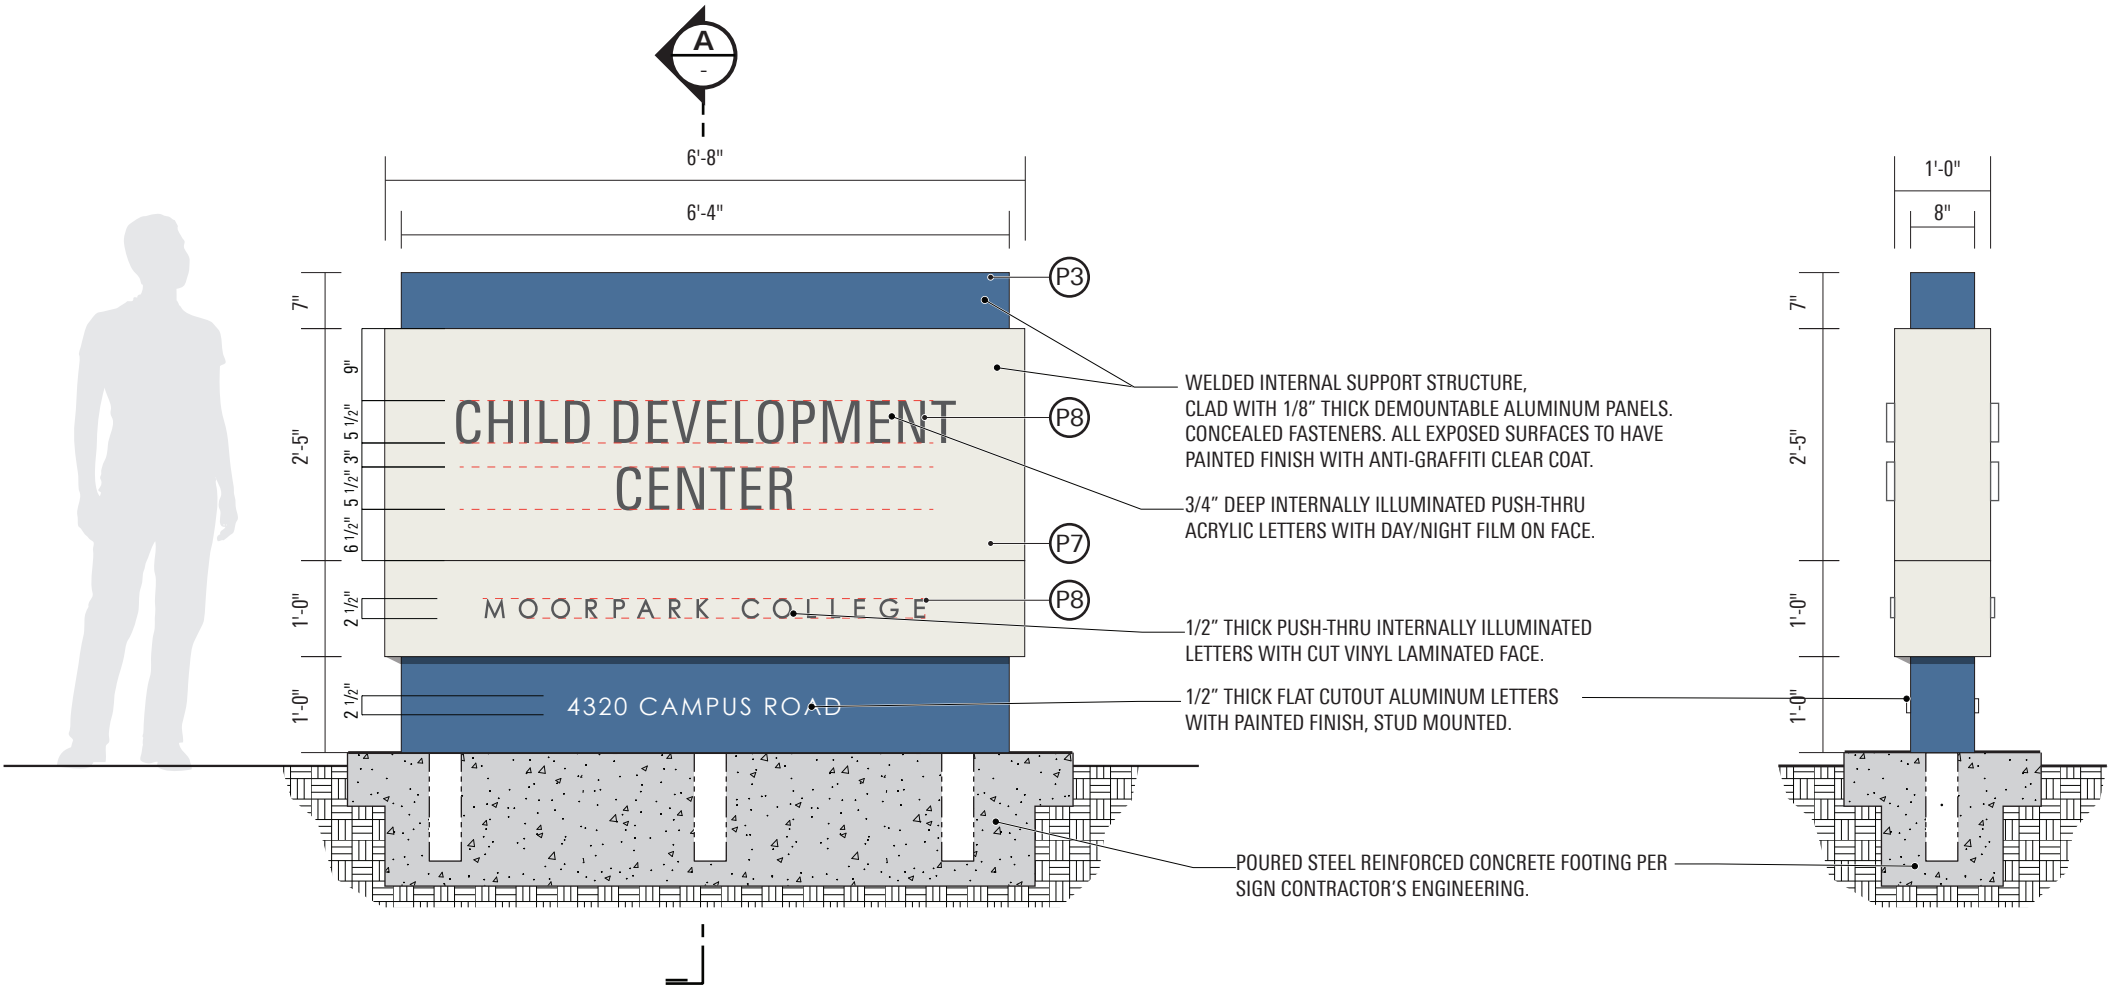 A
-
6'-8"
6'-4"
1'-0"
8"
7"
2'-5"
1'-0"
1'-0"
9"
5 1/2"
3"
5 1/2"
6 1/2"
2 1/2"
2 1/2"
CHILD DEVELOPMENT
CENTER
MOORPARK COLLEGE
4320 CAMPUS ROAD
P3
P8
P7
P8
WELDED INTERNAL SUPPORT STRUCTURE,
CLAD WITH 1/8” THICK DEMOUNTABLE ALUMINUM PANELS.
CONCEALED FASTENERS. ALL EXPOSED SURFACES TO HAVE
PAINTED FINISH WITH ANTI-GRAFFITI CLEAR COAT.
3/4” DEEP INTERNALLY ILLUMINATED PUSH-THRU
ACRYLIC LETTERS WITH DAY/NIGHT FILM ON FACE.
1/2” THICK PUSH-THRU INTERNALLY ILLUMINATED
LETTERS WITH CUT VINYL LAMINATED FACE.
1/2” THICK FLAT CUTOUT ALUMINUM LETTERS
WITH PAINTED FINISH, STUD MOUNTED.
POURED STEEL REINFORCED CONCRETE FOOTING PER
SIGN CONTRACTOR’S ENGINEERING.
7"
2'-5"
1'-0"
1'-0"